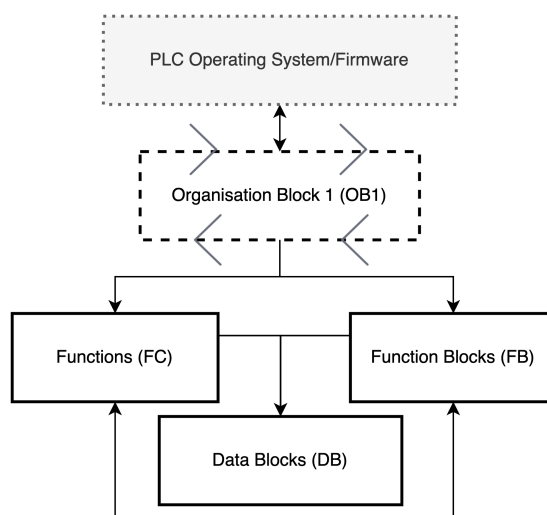 PLC Operating System/Firmware
Organisation Block 1 (OB1)
Functions (FC)
Function Blocks (FB)
Data Blocks (DB)